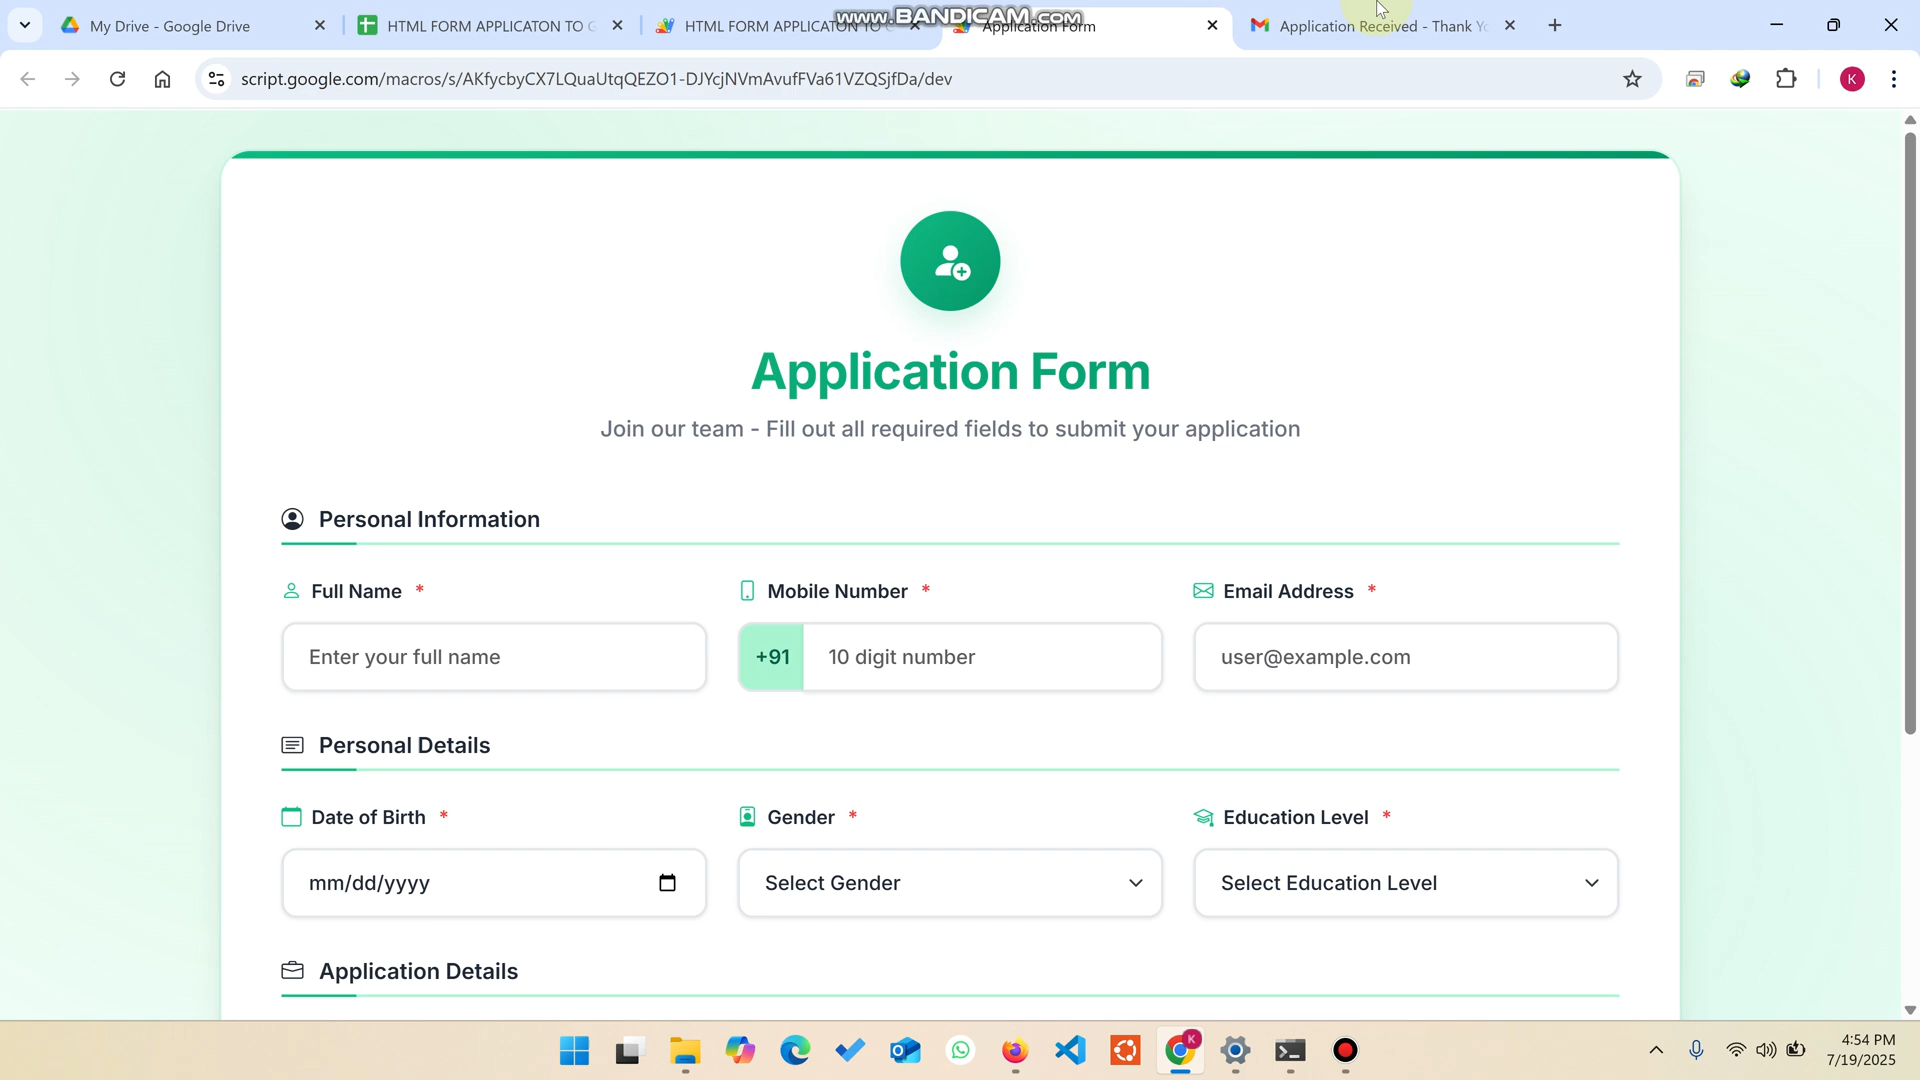 My Drive - Google Drive
HTML FORM APPLICATON TO G
HTML FORM APPLICATON TO G
Application Form
Application Received - Thank Yo
www.BANDICAM.com
script.google.com/macros/s/AKfycbyCX7LQuaUtqQEZO1-DJYcjNVmAvufFVa61VZQSjfDa/dev
K
Application Form
Join our team - Fill out all required fields to submit your application
Personal Information
Full Name *
Mobile Number *
Email Address *
Enter your full name
+91
10 digit number
user@example.com
Personal Details
Date of Birth *
Gender *
Education Level *
mm/dd/yyyy
Select Gender
Select Education Level
Application Details
K
4:54 PM
7/19/2025